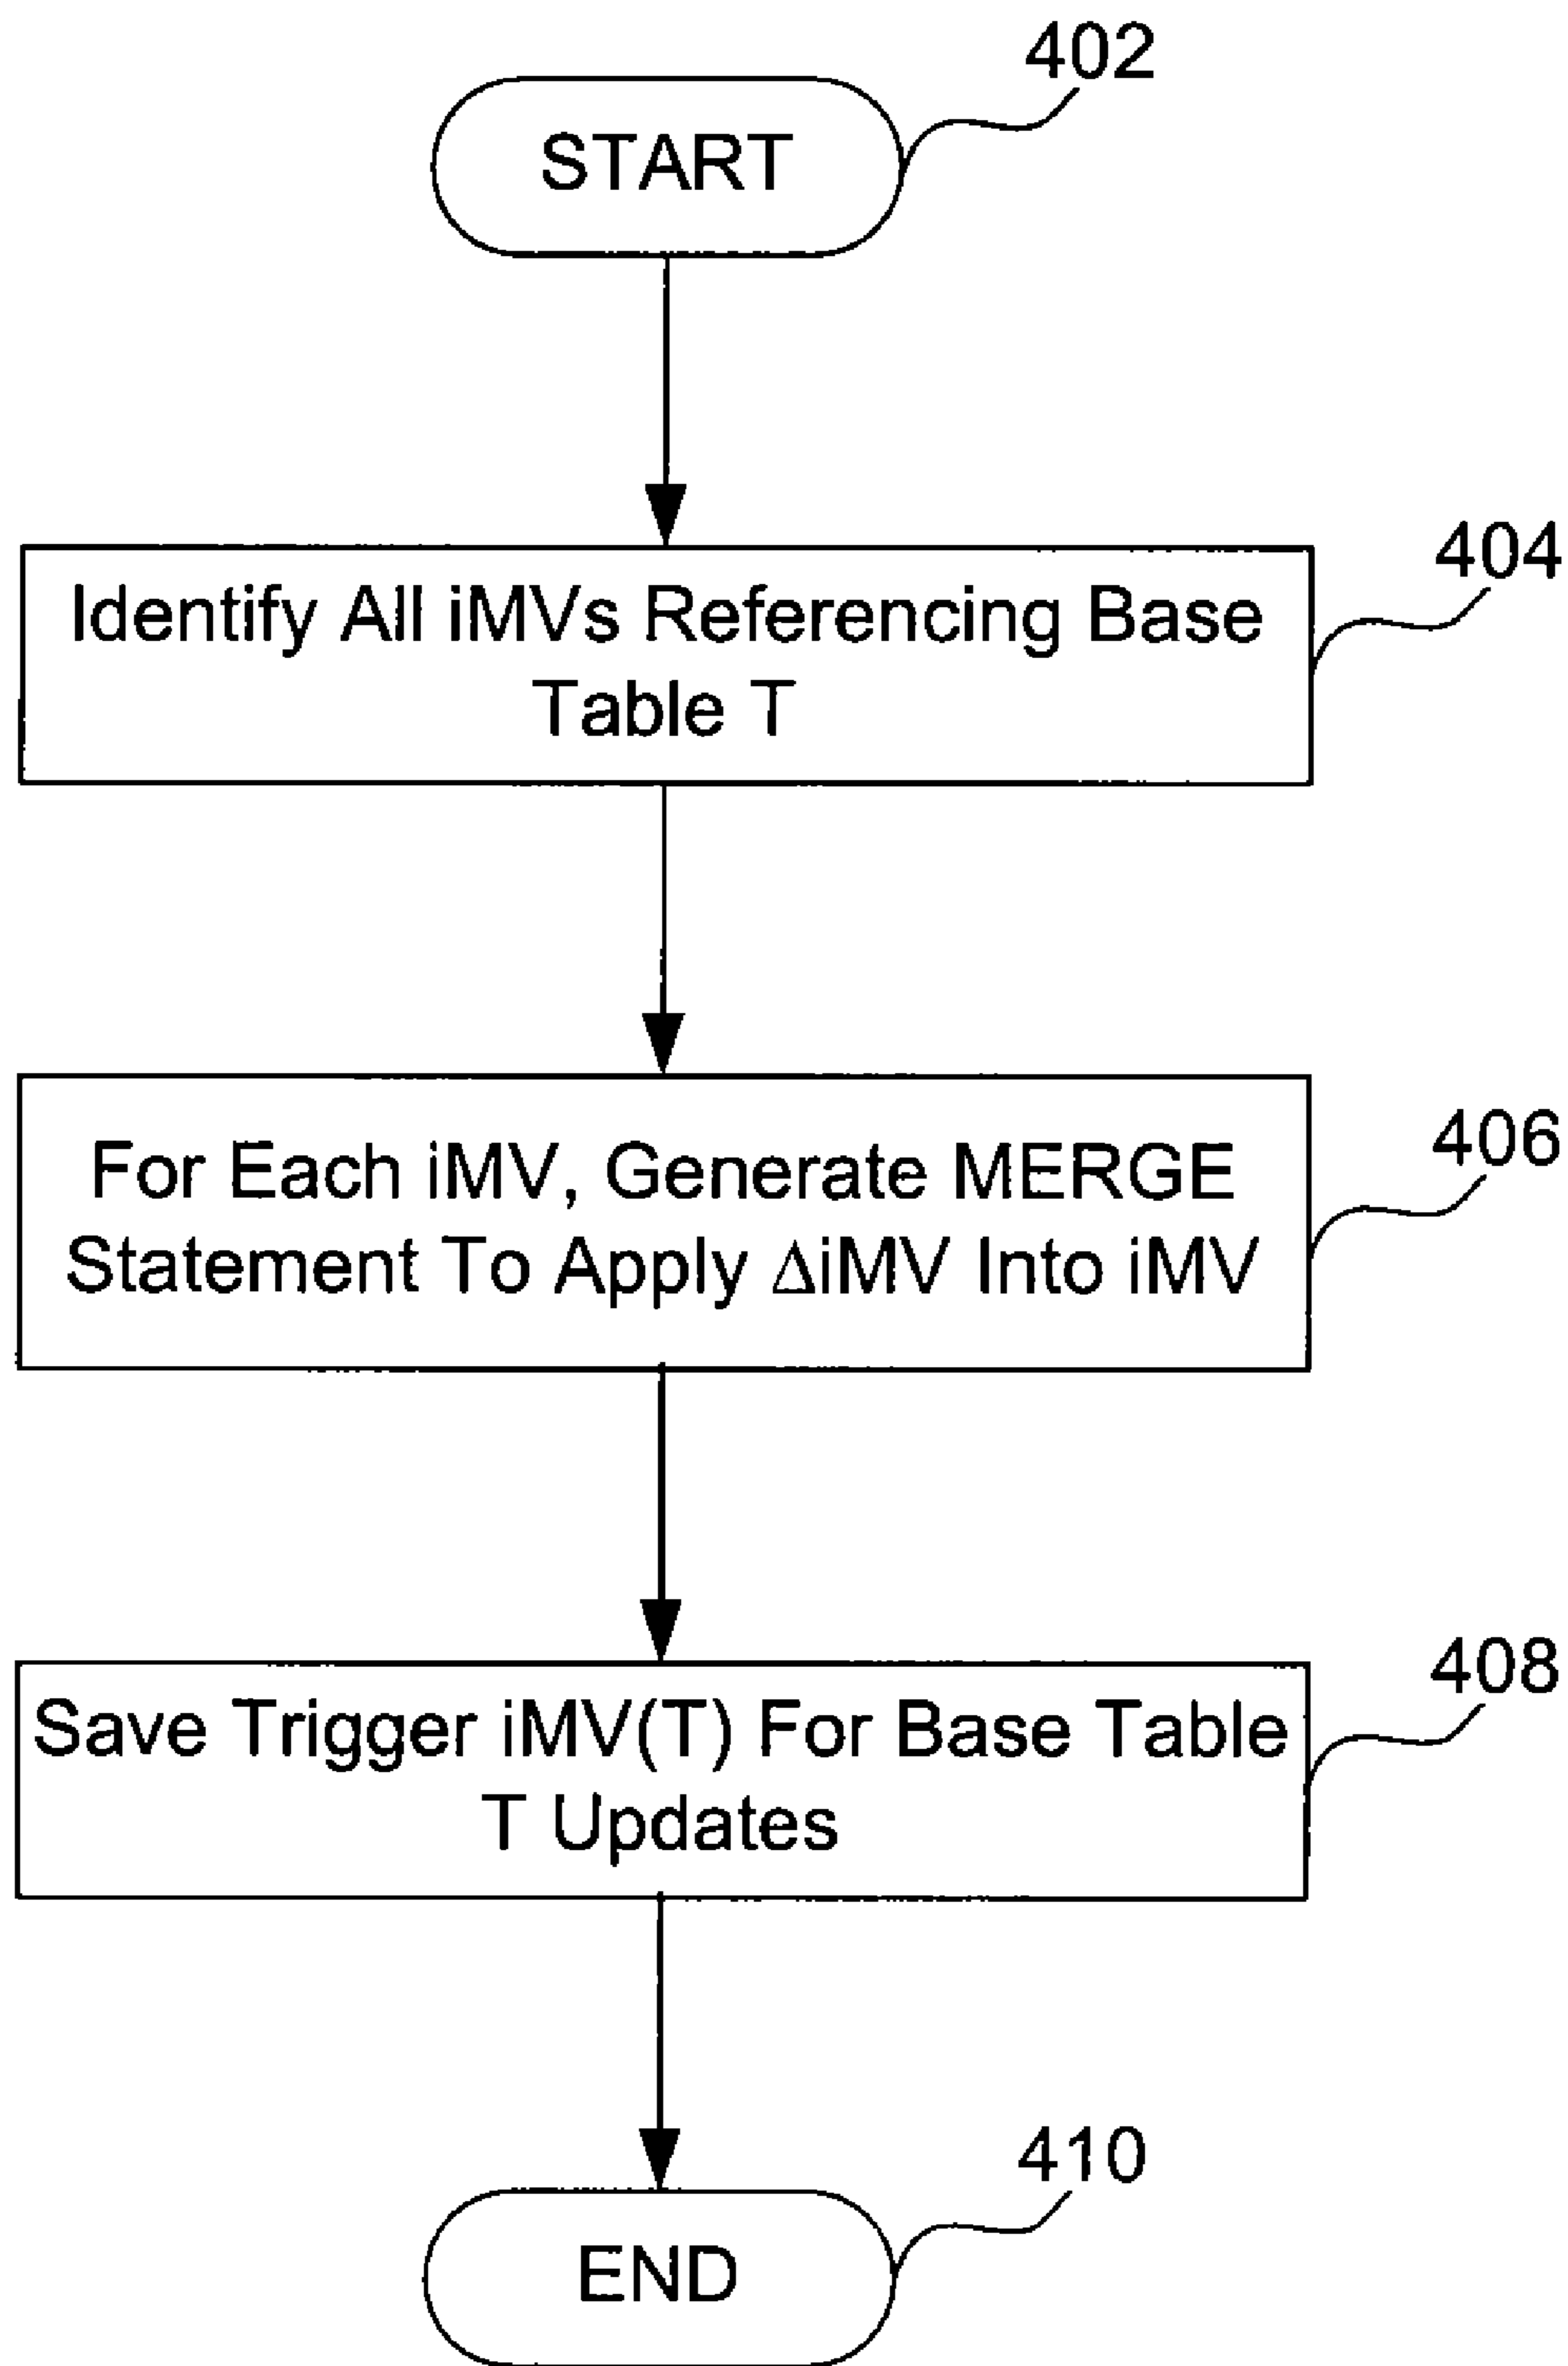 402
START
404
Identify All iMVs Referencing Base
Table T
406
For Each iMV, Generate MERGE
Statement To Apply ΔiMV Into iMV
408
Save Trigger iMV(T) For Base Table
T Updates
410
END